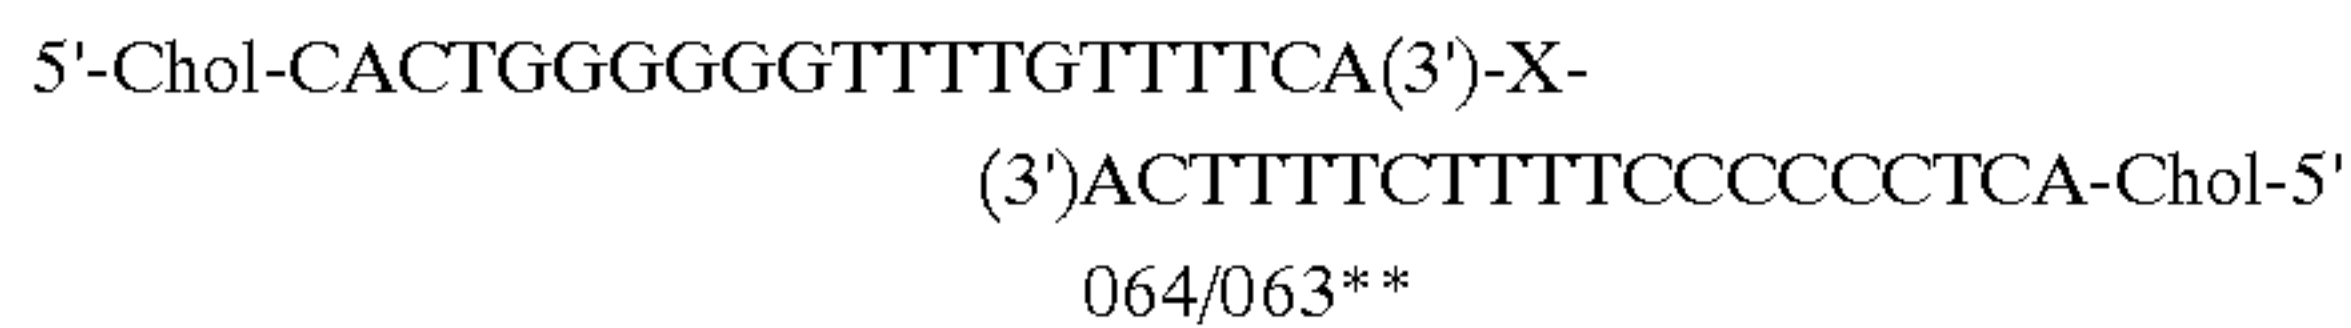 5'-Chol-CACTGGGGGGTTTTGTTTTCA(3')-X-
(3')ACTTTTCTTTTCCCCCCTCA-Chol-5'
064/063**